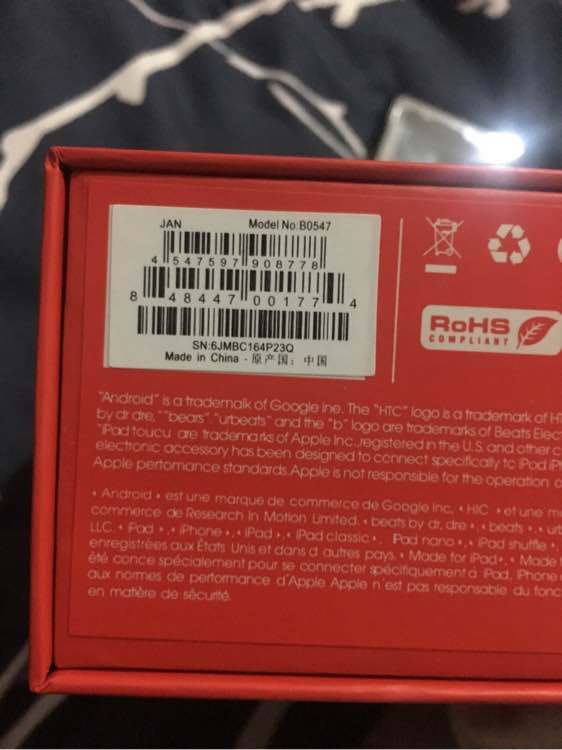 JAN Model No:B0547
4 547597 908778
8 48447 00177 4
SN:6JMBC164P23Q
Made in China - 原产国：中国
RoHS
COMPLIANT
"Android" is a trademalk of Google Ine. The "HTC" logo is a trademark of HT
by dr dre," "bears", "urbeats" and the "b" logo are trademarks of Beats Elec
"iPad toucu are trademarks of Apple Inc.,registered in the U.S. and other c
electronic accessory has been designed to connect specifically to iPod iPh
Apple pertomance standards.Apple is not responsible for the operation o
• Android • est une marque de commerce de Google Inc. • HIC • et une m
commerce de Research In Motion Limited. • beats by dr, dre •,• beats •,• urb
LLC. • iPad •,• iPhone •,• iPad •,• iPad classic •, iPad nano •,• iPad shuffle •,
enregistrées aux États Unis et dans d autres pays. • Made for iPad •,• Made f
été conce spécialement pour se connecter spécifiquement à iPad. iPhone
aux normes de performance d'Apple Apple n'est pas responsable du fonc
en matière de sécurité.